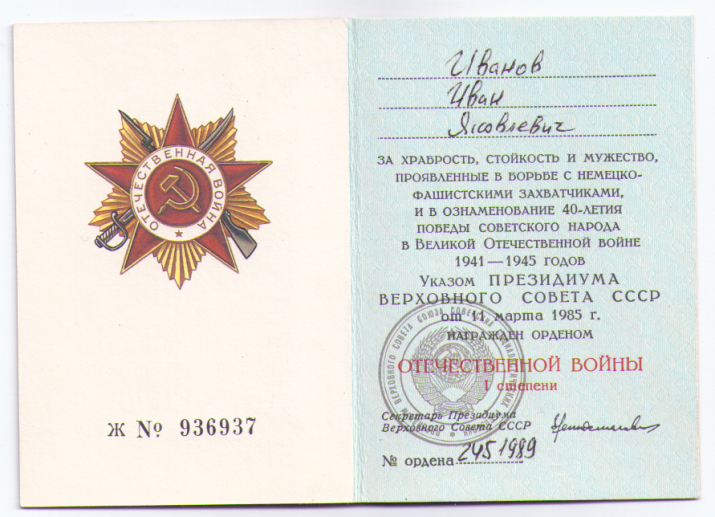 ОТЕЧЕСТВЕННАЯ ВОЙНА
Ж № 936937
Иванов
Иван
Яковлевич
ЗА ХРАБРОСТЬ, СТОЙКОСТЬ И МУЖЕСТВО,
ПРОЯВЛЕННЫЕ В БОРЬБЕ С НЕМЕЦКО-
ФАШИСТСКИМИ ЗАХВАТЧИКАМИ,
И В ОЗНАМЕНОВАНИЕ 40-ЛЕТИЯ
ПОБЕДЫ СОВЕТСКОГО НАРОДА
В ВЕЛИКОЙ ОТЕЧЕСТВЕННОЙ ВОЙНЕ
1941—1945 ГОДОВ
УКАЗОМ ПРЕЗИДИУМА
ВЕРХОВНОГО СОВЕТА СССР
от 11 марта 1985 г.
НАГРАЖДЕН ОРДЕНОМ
ОТЕЧЕСТВЕННОЙ ВОЙНЫ
I степени
Секретарь Президиума
Верховного Совета СССР
№ ордена 2451989